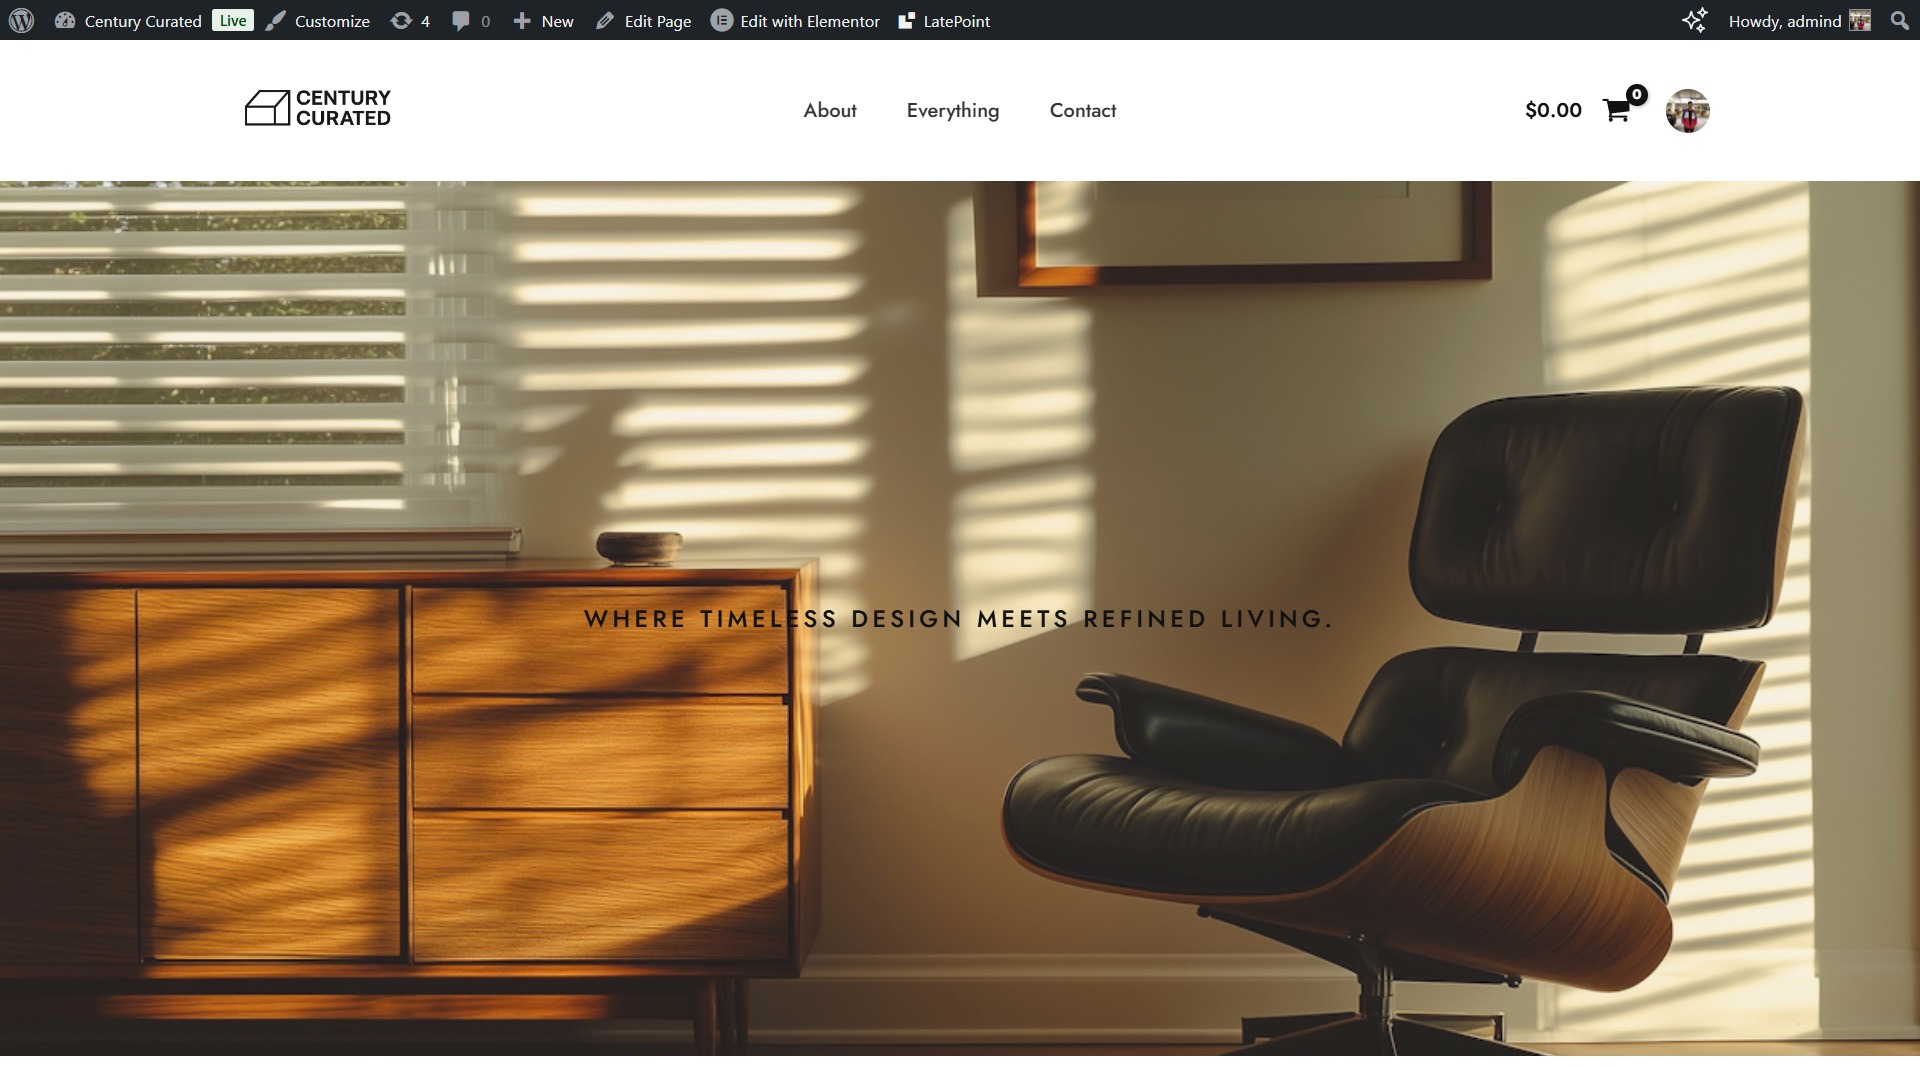 Century Curated Live Customize 4 0 New Edit Page Edit with Elementor LatePoint Howdy, admind
CENTURY
CURATED
About Everything Contact $0.00 0
WHERE TIMELESS DESIGN MEETS REFINED LIVING.